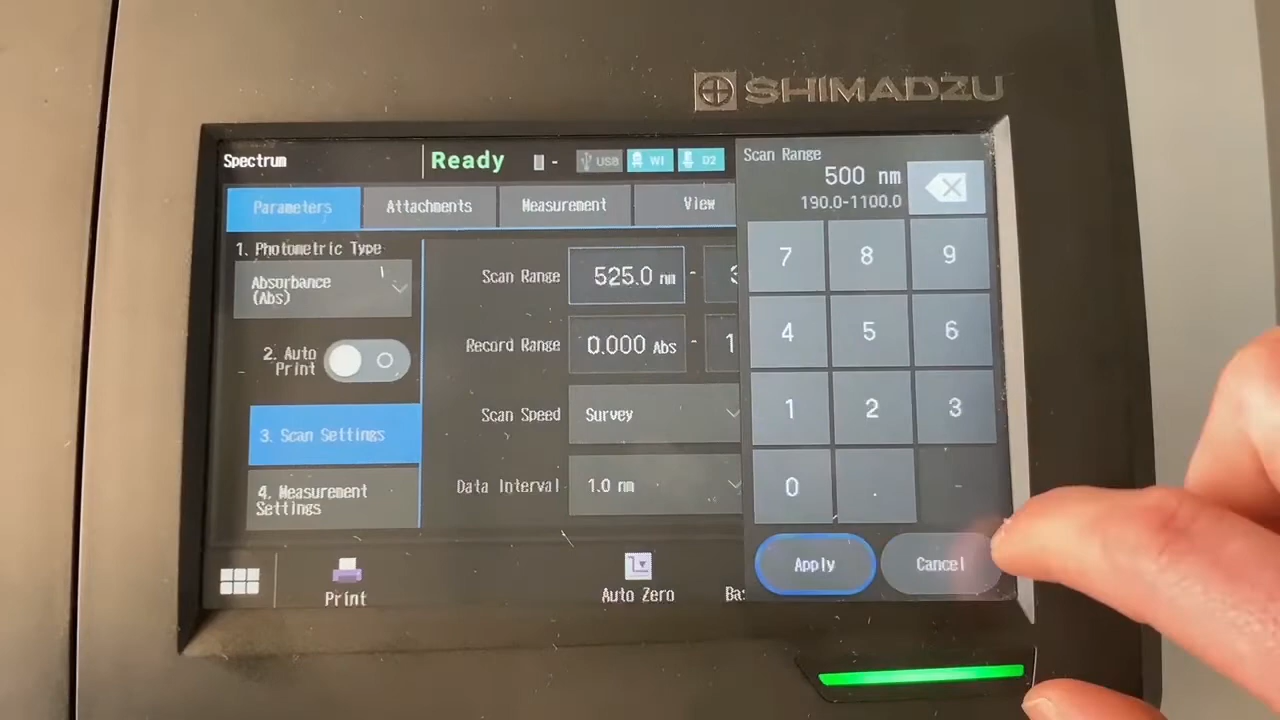 SHIMADZU
Spectrum
Ready
-
USB
WI
D2
Parameters
Attachments
Measurement
View
1. Photometric Type
Absorbance
(Abs)
2. Auto
Print
3. Scan Settings
4. Measurement
Settings
Scan Range
525.0 nm
-
Record Range
0.000 Abs
-
1
Scan Speed
Survey
Data Interval
1.0 nm
Print
Auto Zero
Scan Range
500 nm
190.0-1100.0
7
8
9
4
5
6
1
2
3
0
.
-
Apply
Cancel